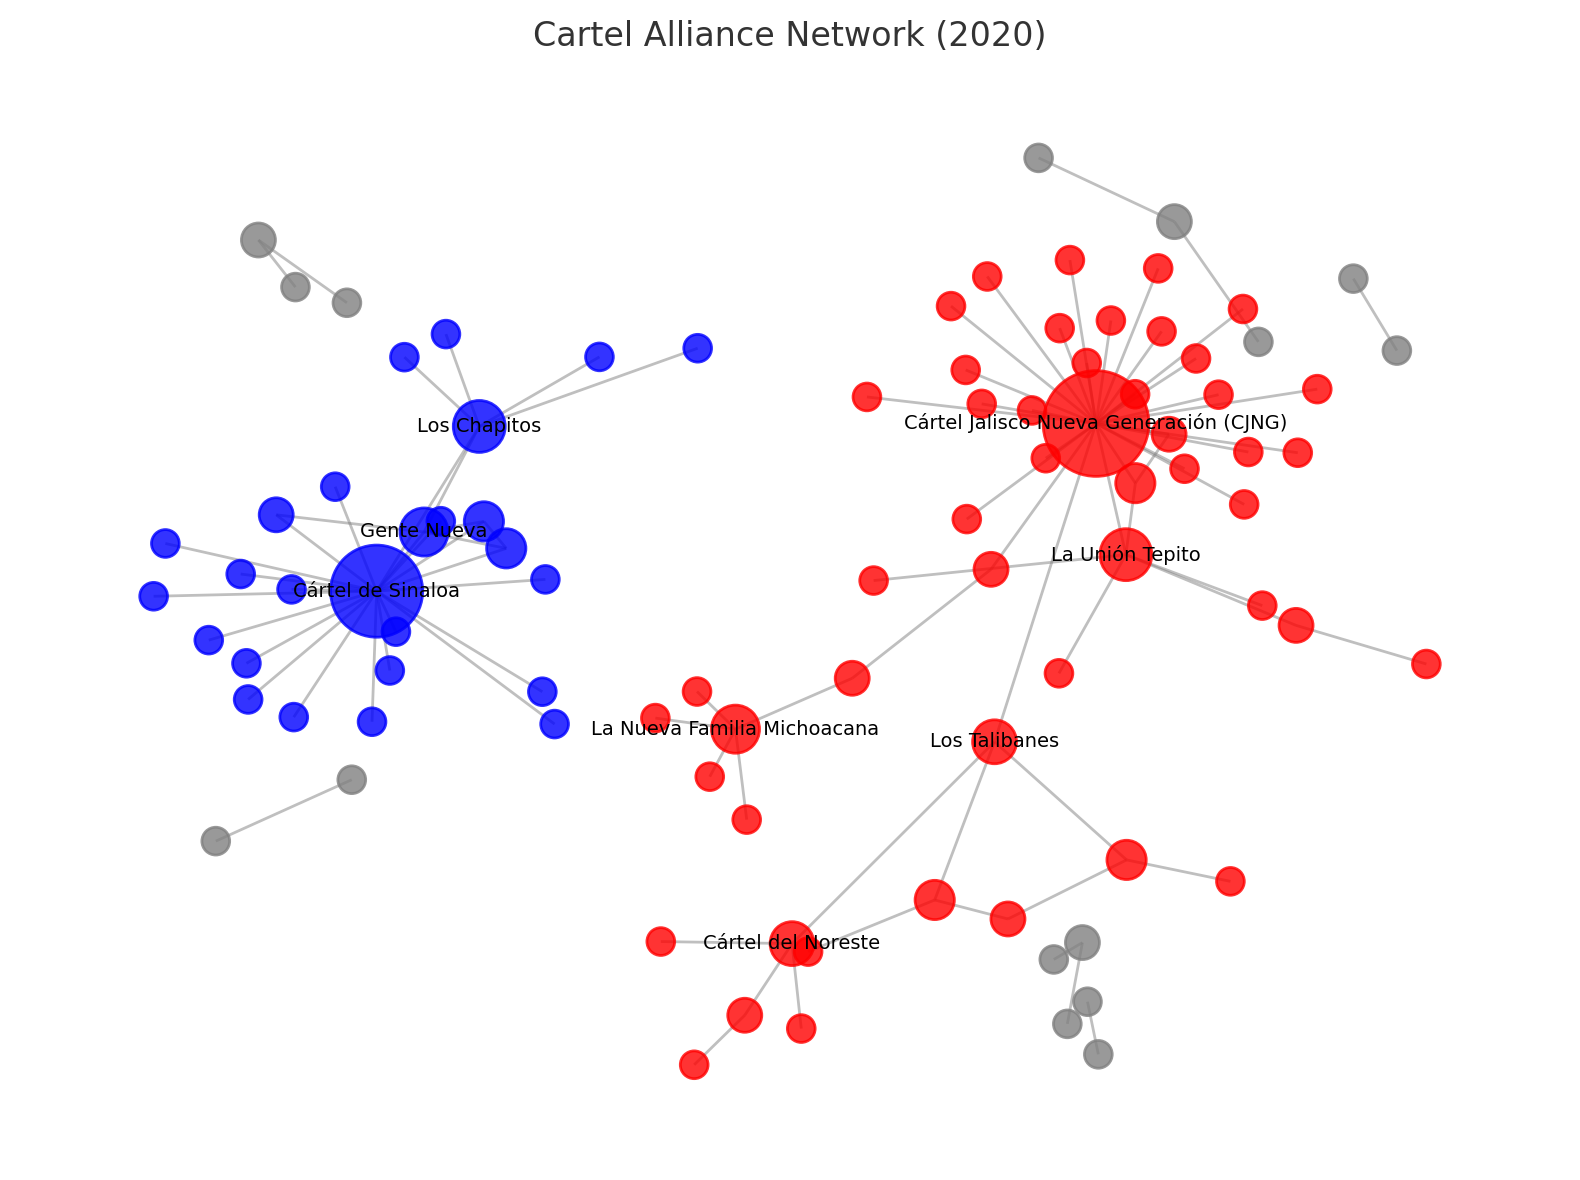 Cartel Alliance Network (2020)
Cártel Jalisco Nueva Generación (CJNG)
Los Chapitos
Gente Nueva
La Unión Tepito
Cártel de Sinaloa
La Nueva Familia Michoacana
Los Talibanes
Cártel del Noreste